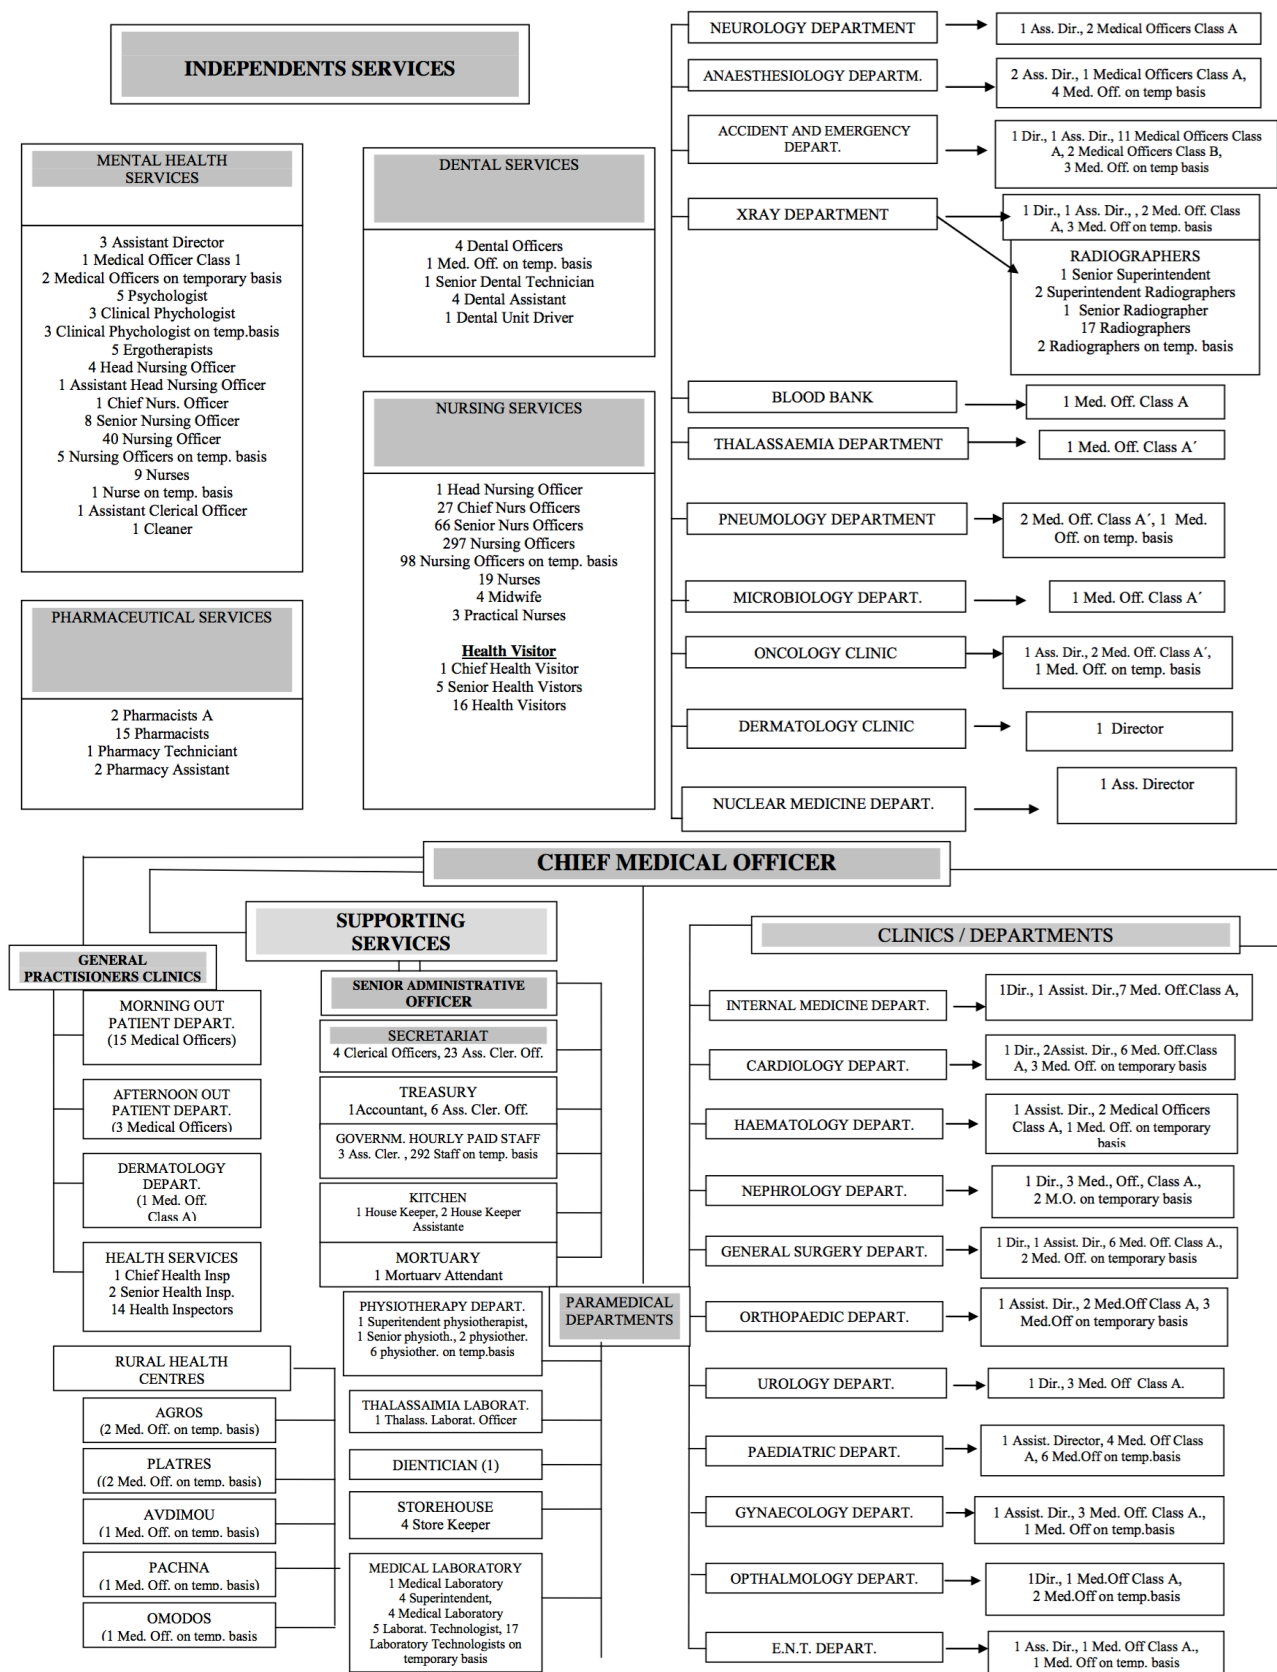 INDEPENDENTS SERVICES
MENTAL HEALTH
SERVICES
3 Assistant Director
1 Medical Officer Class 1
2 Medical Officers on temporary basis
5 Psychologist
3 Clinical Phychologist
3 Clinical Phychologist on temp.basis
5 Ergotherapists
4 Head Nursing Officer
1 Assistant Head Nursing Officer
1 Chief Nurs. Officer
8 Senior Nursing Officer
40 Nursing Officer
5 Nursing Officers on temp. basis
9 Nurses
1 Nurse on temp. basis
1 Assistant Clerical Officer
1 Cleaner
PHARMACEUTICAL SERVICES
2 Pharmacists A
15 Pharmacists
1 Pharmacy Techniciant
2 Pharmacy Assistant
DENTAL SERVICES
4 Dental Officers
1 Med. Off. on temp. basis
1 Senior Dental Technician
4 Dental Assistant
1 Dental Unit Driver
NURSING SERVICES
1 Head Nursing Officer
27 Chief Nurs Officers
66 Senior Nurs Officers
297 Nursing Officers
98 Nursing Officers on temp. basis
19 Nurses
4 Midwife
3 Practical Nurses
Health Visitor
1 Chief Health Visitor
5 Senior Health Vistors
16 Health Visitors
NEUROLOGY DEPARTMENT
1 Ass. Dir., 2 Medical Officers Class A
ANAESTHESIOLOGY DEPARTM.
2 Ass. Dir., 1 Medical Officers Class A,
4 Med. Off. on temp basis
ACCIDENT AND EMERGENCY
DEPART.
1 Dir., 1 Ass. Dir., 11 Medical Officers Class
A, 2 Medical Officers Class B,
3 Med. Off. on temp basis
XRAY DEPARTMENT
1 Dir., 1 Ass. Dir., , 2 Med. Off. Class
A, 3 Med. Off on temp. basis
RADIOGRAPHERS
1 Senior Superintendent
2 Superintendent Radiographers
1 Senior Radiographer
17 Radiographers
2 Radiographers on temp. basis
BLOOD BANK
1 Med. Off. Class A
THALASSAEMIA DEPARTMENT
1 Med. Off. Class A´
PNEUMOLOGY DEPARTMENT
2 Med. Off. Class A´, 1 Med.
Off. on temp. basis
MICROBIOLOGY DEPART.
1 Med. Off. Class A´
ONCOLOGY CLINIC
1 Ass. Dir., 2 Med. Off. Class A´,
1 Med. Off. on temp. basis
DERMATOLOGY CLINIC
1 Director
NUCLEAR MEDICINE DEPART.
1 Ass. Director
CHIEF MEDICAL OFFICER
GENERAL
PRACTISIONERS CLINICS
MORNING OUT
PATIENT DEPART.
(15 Medical Officers)
AFTERNOON OUT
PATIENT DEPART.
(3 Medical Officers)
DERMATOLOGY
DEPART.
(1 Med. Off.
Class A)
HEALTH SERVICES
1 Chief Health Insp
2 Senior Health Insp.
14 Health Inspectors
RURAL HEALTH
CENTRES
AGROS
(2 Med. Off. on temp. basis)
PLATRES
((2 Med. Off. on temp. basis)
AVDIMOU
(1 Med. Off on temp. basis)
PACHNA
(1 Med. Off. on temp. basis)
OMODOS
(1 Med. Off. on temp. basis
SUPPORTING
SERVICES
SENIOR ADMINISTRATIVE
OFFICER
SECRETARIAT
4 Clerical Officers, 23 Ass. Cler. Off.
TREASURY
1Accountant, 6 Ass. Cler. Off.
GOVERNM. HOURLY PAID STAFF
3 Ass. Cler. , 292 Staff on temp. basis
KITCHEN
1 House Keeper, 2 House Keeper
Assistante
MORTUARY
1 Mortuary Attendant
PARAMEDICAL
DEPARTMENTS
PHYSIOTHERAPY DEPART.
1 Superitendent physiotherapist,
1 Senior physioth., 2 physiother.
6 physiother. on temp.basis
THALASSAIMIA LABORAT.
1 Thalass. Laborat. Officer
DIENTICIAN (1)
STOREHOUSE
4 Store Keeper
MEDICAL LABORATORY
1 Medical Laboratory
4 Superintendent,
4 Medical Laboratory
5 Laborat. Technologist, 17
Laboratory Technologists on
temporary basis
CLINICS / DEPARTMENTS
INTERNAL MEDICINE DEPART.
1Dir., 1 Assist. Dir.,7 Med. Off.Class A,
CARDIOLOGY DEPART.
1 Dir., 2Assist. Dir., 6 Med. Off.Class
A, 3 Med. Off. on temporary basis
HAEMATOLOGY DEPART.
1 Assist. Dir., 2 Medical Officers
Class A, 1 Med. Off. on temporary
basis
NEPHROLOGY DEPART.
1 Dir., 3 Med., Off., Class A.,
2 M.O. on temporary basis
GENERAL SURGERY DEPART.
1 Dir., 1 Assist. Dir., 6 Med. Off. Class A.,
2 Med. Off. on temporary basis
ORTHOPAEDIC DEPART.
1 Assist. Dir., 2 Med.Off Class A, 3
Med.Off on temporary basis
UROLOGY DEPART.
1 Dir., 3 Med. Off Class A.
PAEDIATRIC DEPART.
1 Assist. Director, 4 Med. Off Class
A, 6 Med.Off on temp.basis
GYNAECOLOGY DEPART.
1 Assist. Dir., 3 Med. Off. Class A.,
1 Med. Off on temp.basis
OPTHALMOLOGY DEPART.
1Dir., 1 Med.Off Class A,
2 Med.Off on temp.basis
E.N.T. DEPART.
1 Ass. Dir., 1 Med. Off Class A.,
1 Med. Off on temp. basis